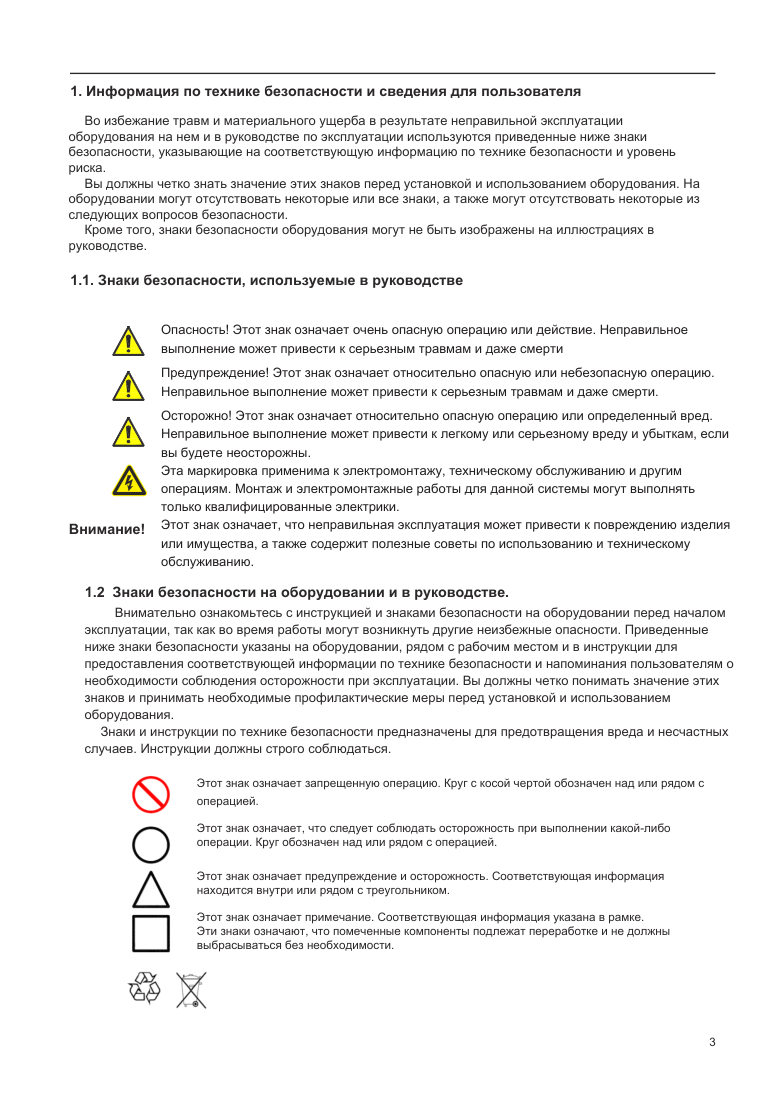 1. Информация по технике безопасности и сведения для пользователя
Во избежание травм и материального ущерба в результате неправильной эксплуатации
оборудования на нем и в руководстве по эксплуатации используются приведенные ниже знаки
безопасности, указывающие на соответствующую информацию по технике безопасности и уровень
риска.
Вы должны четко знать значение этих знаков перед установкой и использованием оборудования. На
оборудовании могут отсутствовать некоторые или все знаки, а также могут отсутствовать некоторые из
следующих вопросов безопасности.
Кроме того, знаки безопасности оборудования могут не быть изображены на иллюстрациях в
руководстве.
1.1. Знаки безопасности, используемые в руководстве
Опасность! Этот знак означает очень опасную операцию или действие. Неправильное
выполнение может привести к серьезным травмам и даже смерти
Предупреждение! Этот знак означает относительно опасную или небезопасную операцию.
Неправильное выполнение может привести к серьезным травмам и даже смерти.
Осторожно! Этот знак означает относительно опасную операцию или определенный вред.
Неправильное выполнение может привести к легкому или серьезному вреду и убыткам, если
вы будете неосторожны.
Эта маркировка применима к электромонтажу, техническому обслуживанию и другим
операциям. Монтаж и электромонтажные работы для данной системы могут выполнять
только квалифицированные электрики.
Внимание! Этот знак означает, что неправильная эксплуатация может привести к повреждению изделия
или имущества, а также содержит полезные советы по использованию и техническому
обслуживанию.
1.2 Знаки безопасности на оборудовании и в руководстве.
Внимательно ознакомьтесь с инструкцией и знаками безопасности на оборудовании перед началом
эксплуатации, так как во время работы могут возникнуть другие неизбежные опасности. Приведенные
ниже знаки безопасности указаны на оборудовании, рядом с рабочим местом и в инструкции для
предоставления соответствующей информации по технике безопасности и напоминания пользователям о
необходимости соблюдения осторожности при эксплуатации. Вы должны четко понимать значение этих
знаков и принимать необходимые профилактические меры перед установкой и использованием
оборудования.
Знаки и инструкции по технике безопасности предназначены для предотвращения вреда и несчастных
случаев. Инструкции должны строго соблюдаться.
Этот знак означает запрещенную операцию. Круг с косой чертой обозначен над или рядом с
операцией.
Этот знак означает, что следует соблюдать осторожность при выполнении какой-либо
операции. Круг обозначен над или рядом с операцией.
Этот знак означает предупреждение и осторожность. Соответствующая информация
находится внутри или рядом с треугольником.
Этот знак означает примечание. Соответствующая информация указана в рамке.
Эти знаки означают, что помеченные компоненты подлежат переработке и не должны
выбрасываться без необходимости.
3